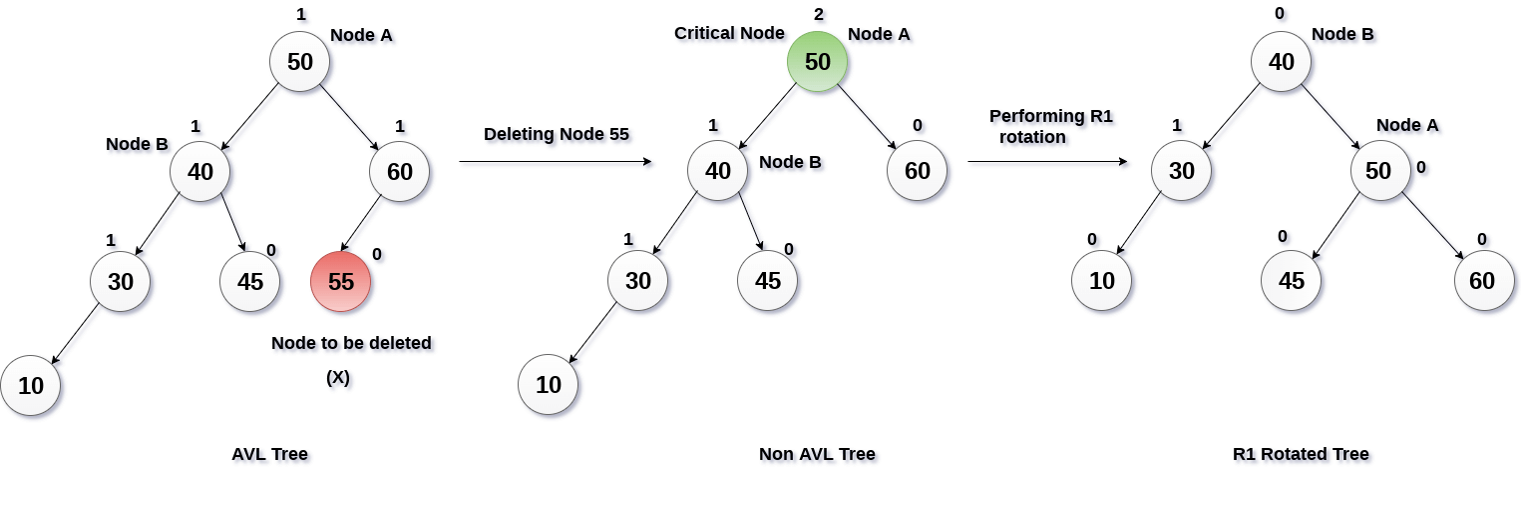 1
Node A
50
1
1
Node B
40
60
1
0
0
30
45
55
Node to be deleted
10
(X)
AVL Tree
Deleting Node 55
2
Critical Node
Node A
50
1
0
40
Node B
60
1
0
30
45
10
Non AVL Tree
Performing R1
rotation
0
Node B
40
1
Node A
30
50
0
0
0
0
10
45
60
R1 Rotated Tree